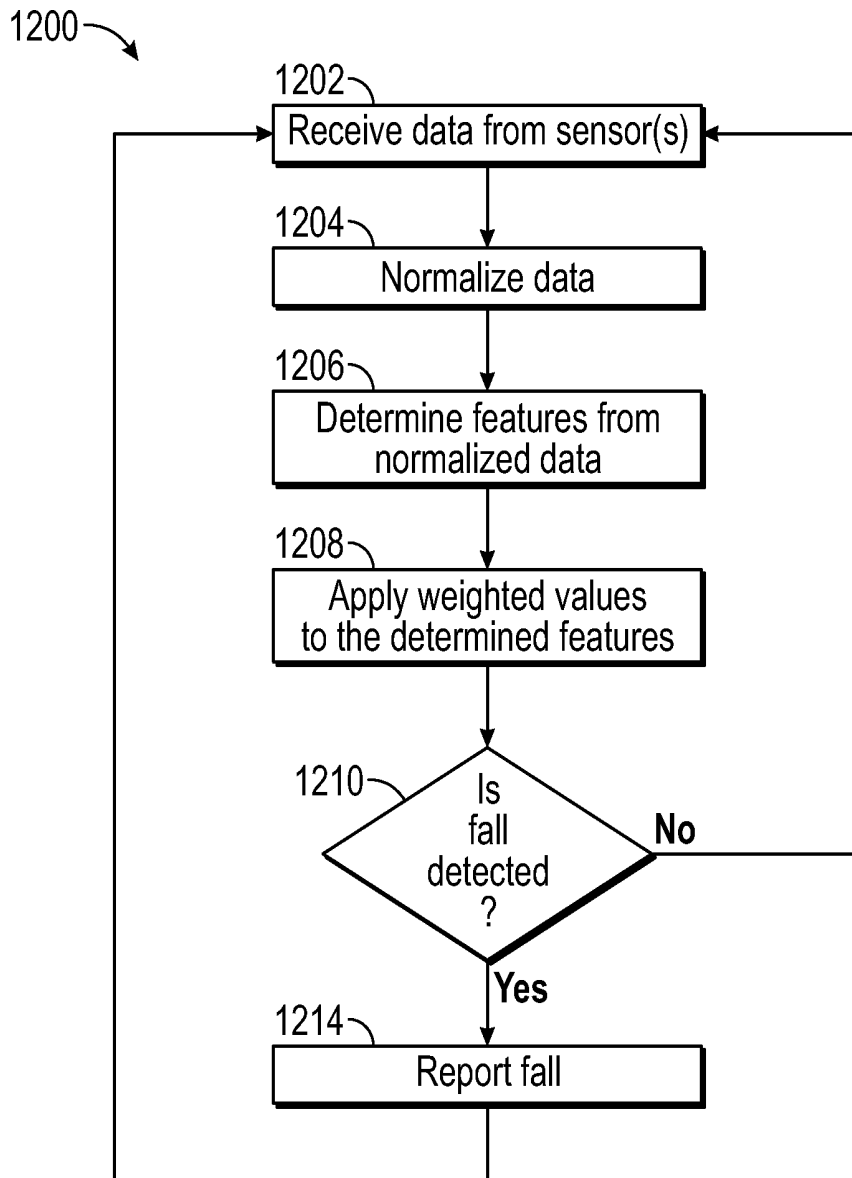 1200
1202
Receive data from sensor(s)
1204
Normalize data
1206
Determine features from
normalized data
1208
Apply weighted values
to the determined features
1210
Is
fall
detected
?
No
Yes
1214
Report fall